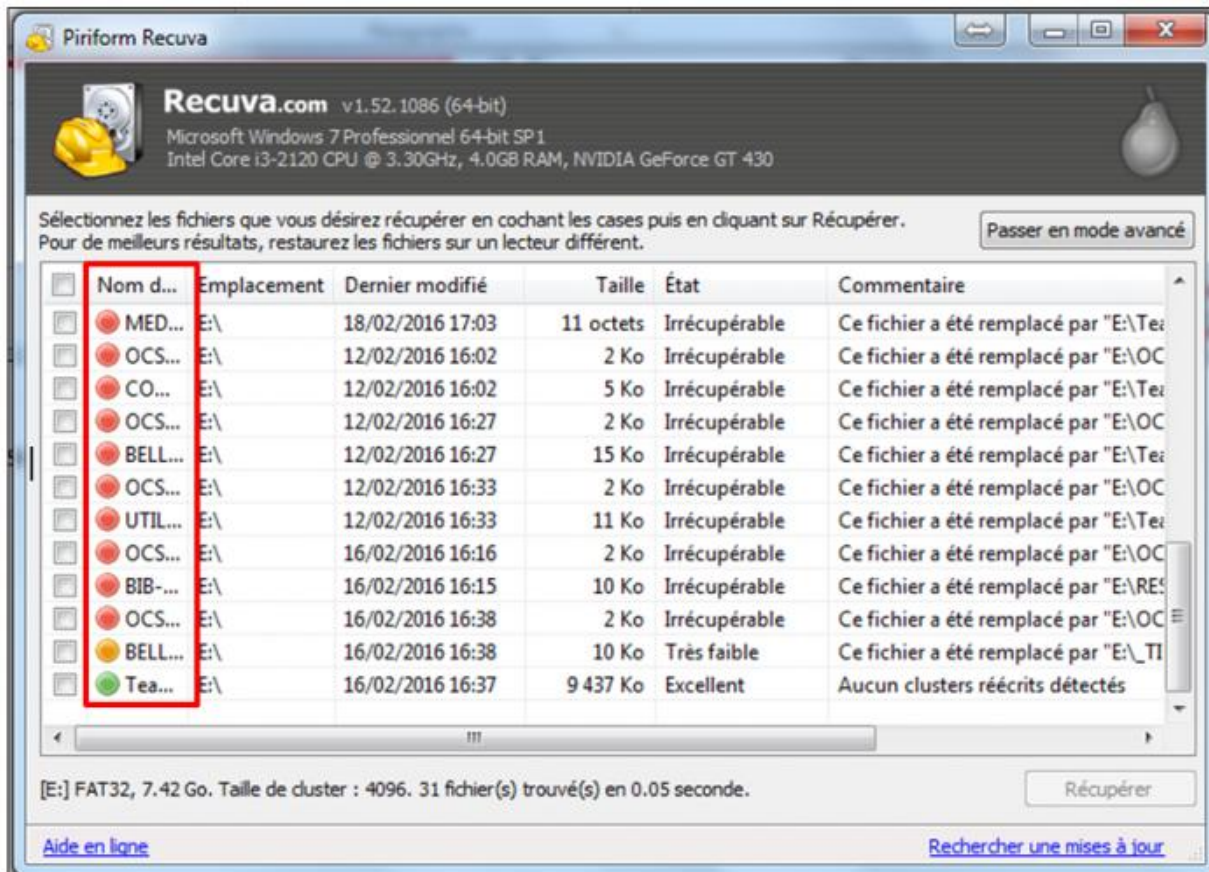 Piriform Recuva
Recuva.com v1.52.1086 (64-bit)
Microsoft Windows 7 Professionnel 64-bit SP1
Intel Core i3-2120 CPU @ 3.30GHz, 4.0GB RAM, NVIDIA GeForce GT 430
Sélectionnez les fichiers que vous désirez récupérer en cochant les cases puis en cliquant sur Récupérer.
Pour de meilleurs résultats, restaurez les fichiers sur un lecteur différent.
Passer en mode avancé
Nom d... Emplacement Dernier modifié Taille État Commentaire
MED... E:\ 18/02/2016 17:03 11 octets Irrécupérable Ce fichier a été remplacé par "E:\Tea
OCS... E:\ 12/02/2016 16:02 2 Ko Irrécupérable Ce fichier a été remplacé par "E:\OC
CO... E:\ 12/02/2016 16:02 5 Ko Irrécupérable Ce fichier a été remplacé par "E:\Tea
OCS... E:\ 12/02/2016 16:27 2 Ko Irrécupérable Ce fichier a été remplacé par "E:\OC
BELL... E:\ 12/02/2016 16:27 15 Ko Irrécupérable Ce fichier a été remplacé par "E:\Tea
OCS... E:\ 12/02/2016 16:33 2 Ko Irrécupérable Ce fichier a été remplacé par "E:\OC
UTIL... E:\ 12/02/2016 16:33 11 Ko Irrécupérable Ce fichier a été remplacé par "E:\Tea
OCS... E:\ 16/02/2016 16:16 2 Ko Irrécupérable Ce fichier a été remplacé par "E:\OC
BIB-... E:\ 16/02/2016 16:15 10 Ko Irrécupérable Ce fichier a été remplacé par "E:\RES
OCS... E:\ 16/02/2016 16:38 2 Ko Irrécupérable Ce fichier a été remplacé par "E:\OC
BELL... E:\ 16/02/2016 16:38 10 Ko Très faible Ce fichier a été remplacé par "E:\_TI
Tea... E:\ 16/02/2016 16:37 9 437 Ko Excellent Aucun clusters réécrits détectés
[E:] FAT32, 7.42 Go. Taille de cluster : 4096. 31 fichier(s) trouvé(s) en 0.05 seconde.
Récupérer
Aide en ligne
Rechercher une mises à jour